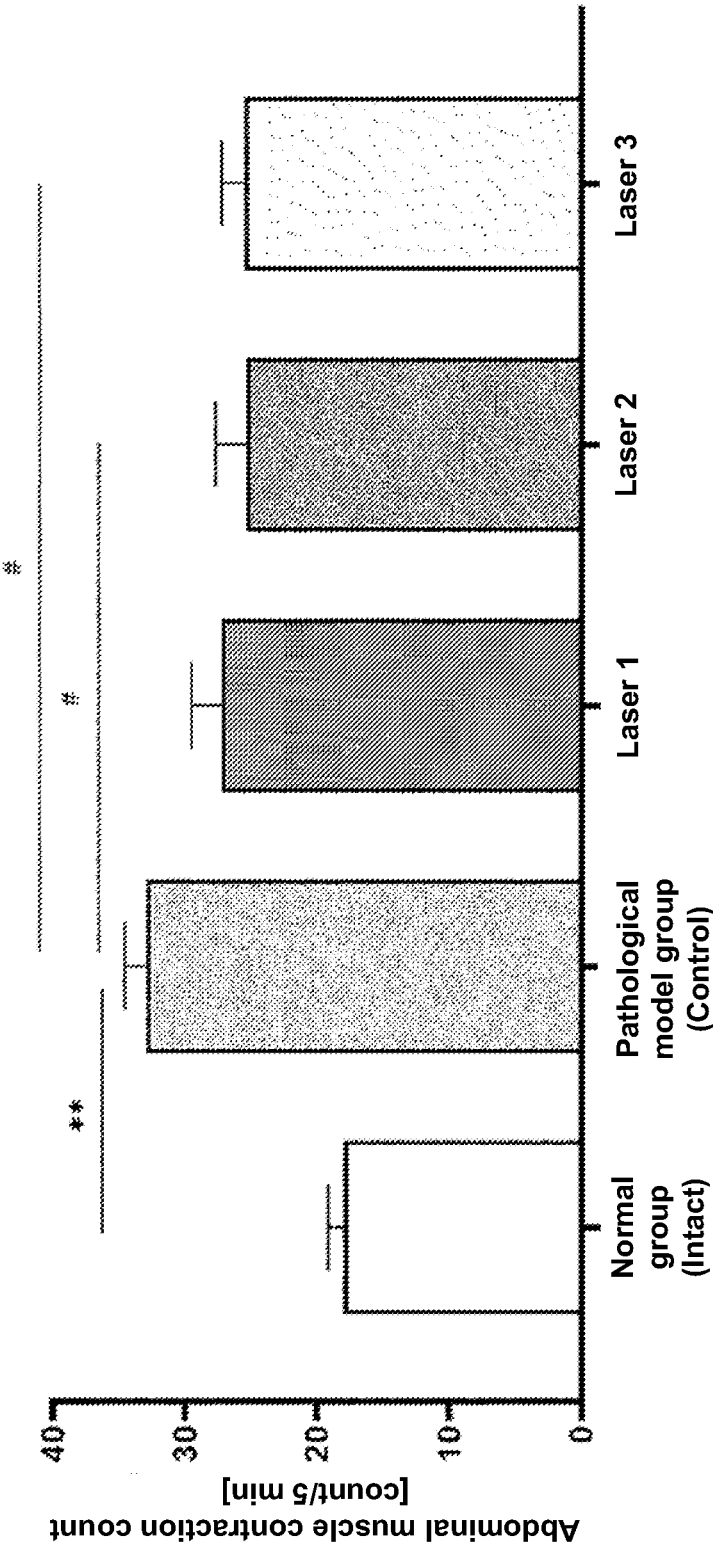 Abdominal muscle contraction count
[count/5 min]
40
30
20
10
0
**
#
#
Normal
group
(Intact)
Pathological
model group
(Control)
Laser 1
Laser 2
Laser 3